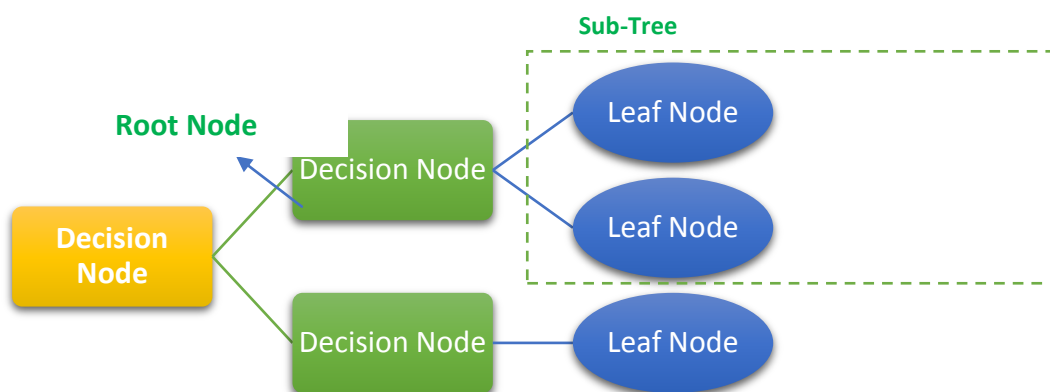 Sub-Tree
Leaf Node
Root Node
Decision Node
Leaf Node
Decision
Node
Decision Node
Leaf Node